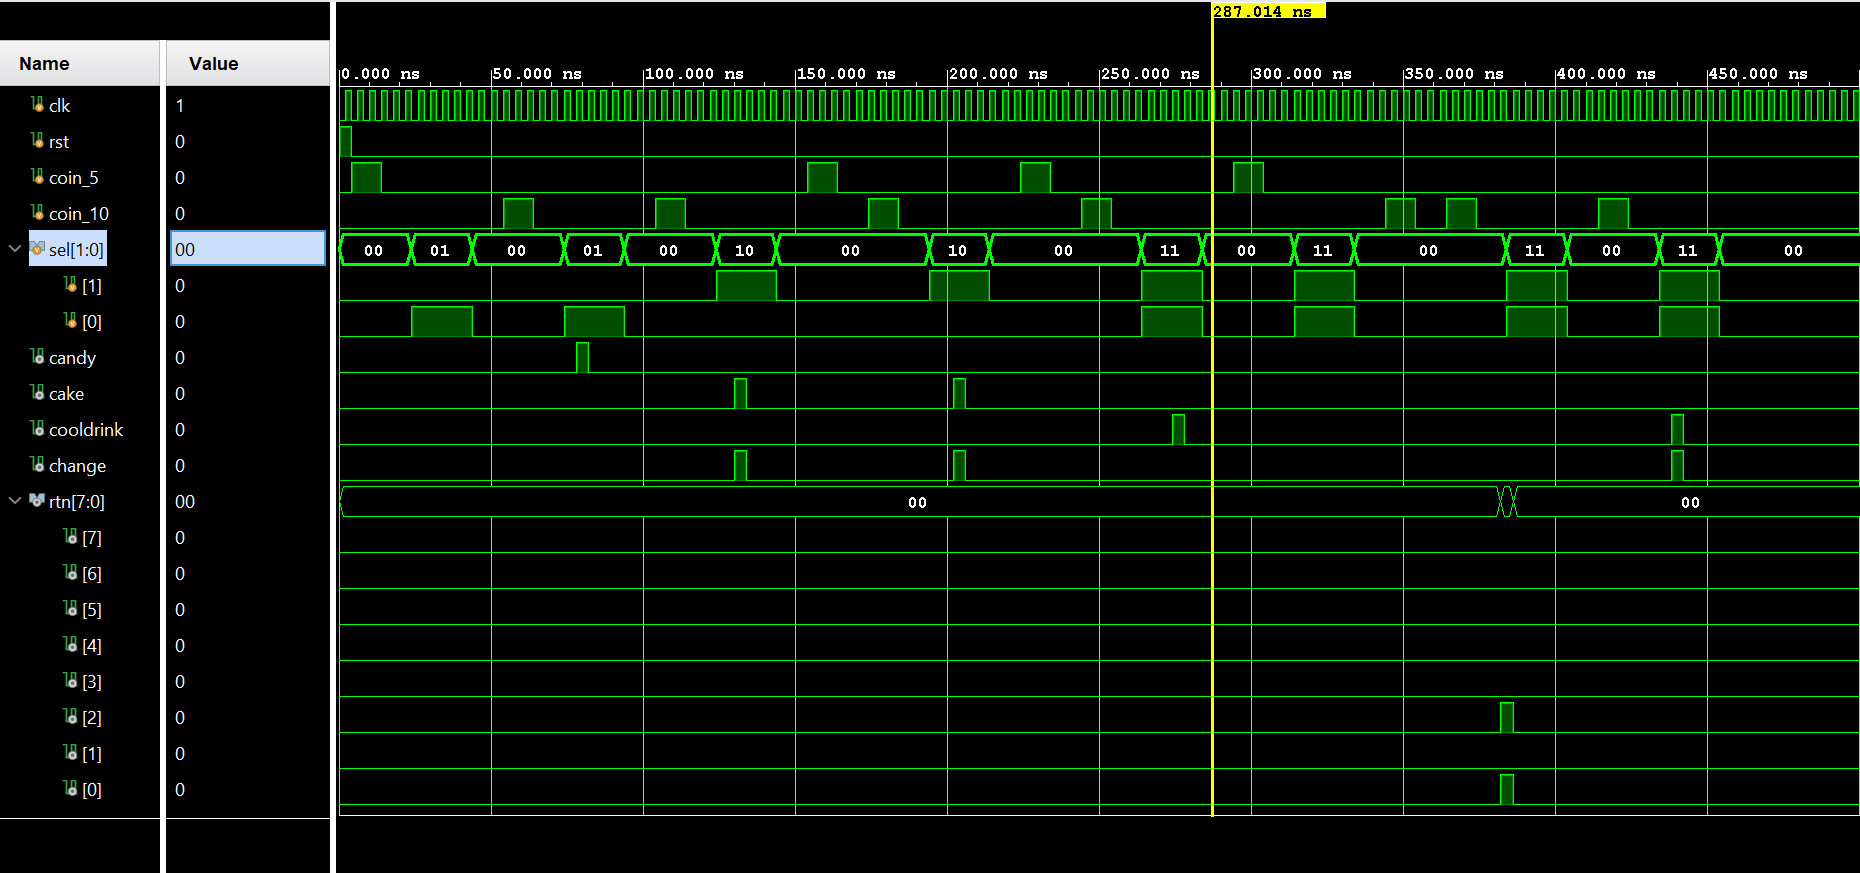 287.014 ns
Name Value
0.000 ns 50.000 ns 100.000 ns 150.000 ns 200.000 ns 250.000 ns 300.000 ns 350.000 ns 400.000 ns 450.000 ns
clk 1
rst 0
coin_5 0
coin_10 0
sel[1:0] 00 00 01 00 01 00 10 00 10 00 11 00 11 00 11 00 11 00
[1] 0
[0] 0
candy 0
cake 0
cooldrink 0
change 0
rtn[7:0] 00 00 00
[7] 0
[6] 0
[5] 0
[4] 0
[3] 0
[2] 0
[1] 0
[0] 0